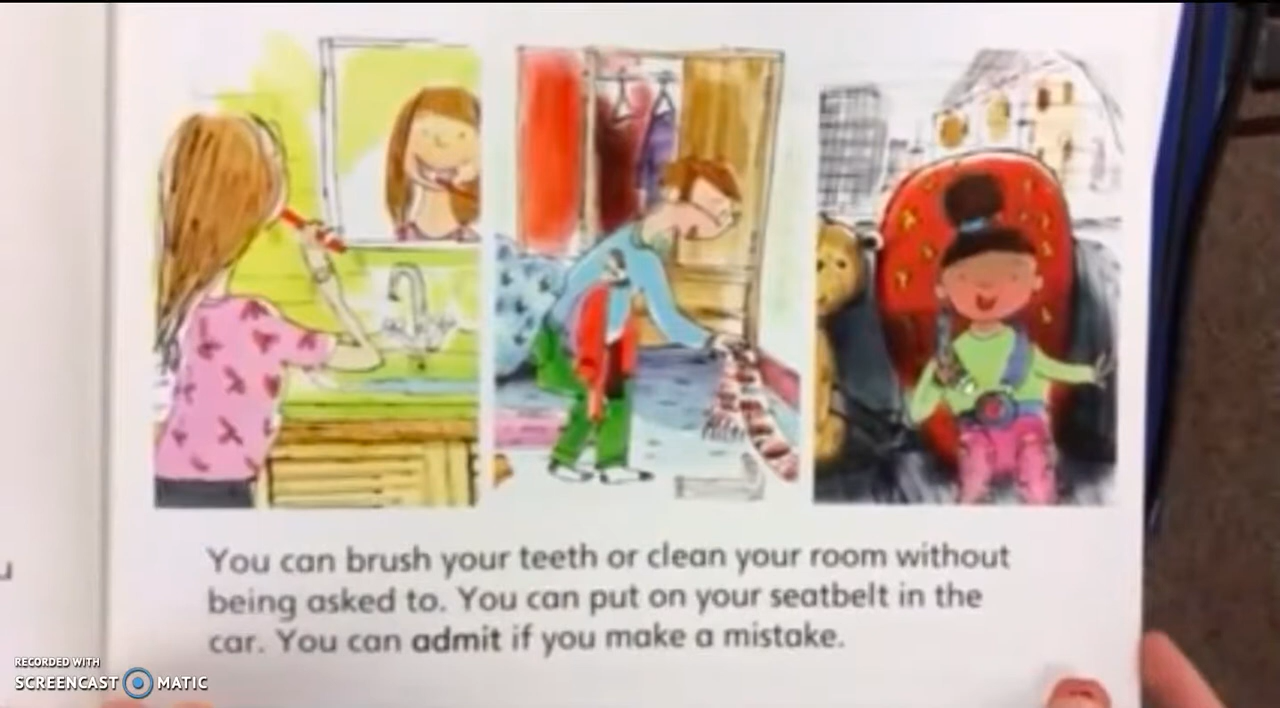 You can brush your teeth or clean your room without
being asked to. You can put on your seatbelt in the
car. You can admit if you make a mistake.
RECORDED WITH
SCREENCAST MATIC